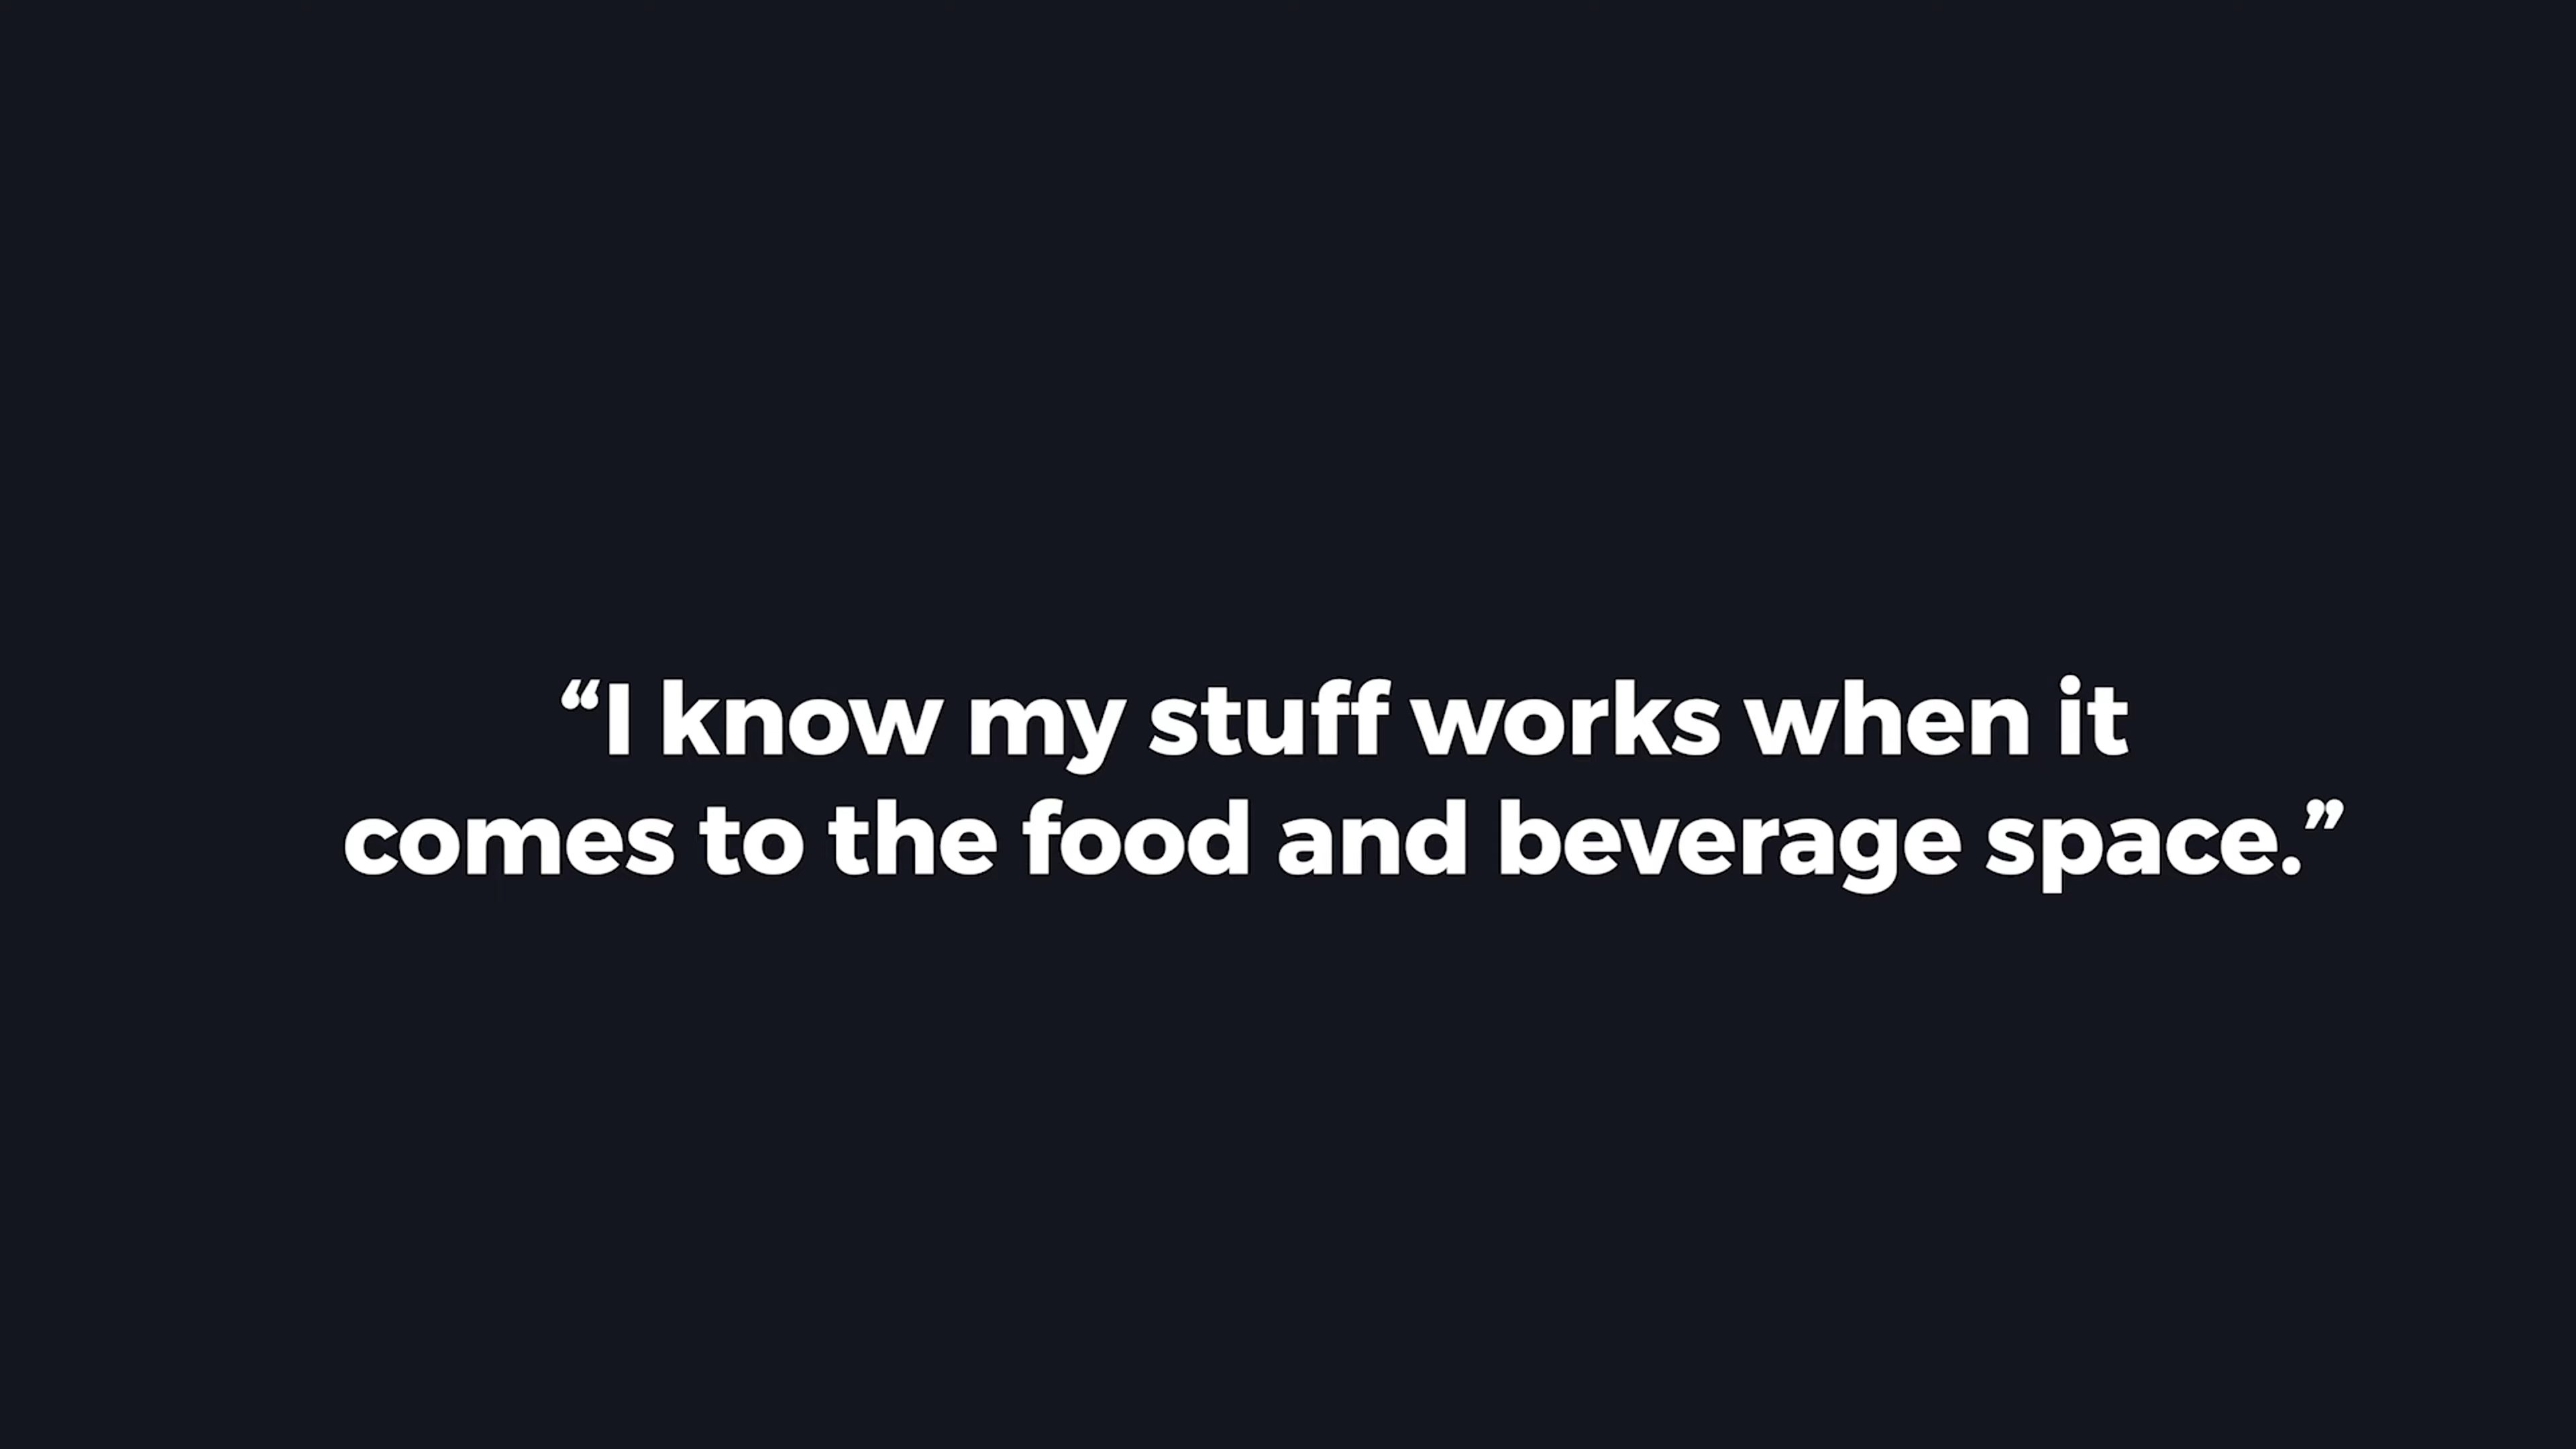 “I know my stuff works when it
comes to the food and beverage space.”